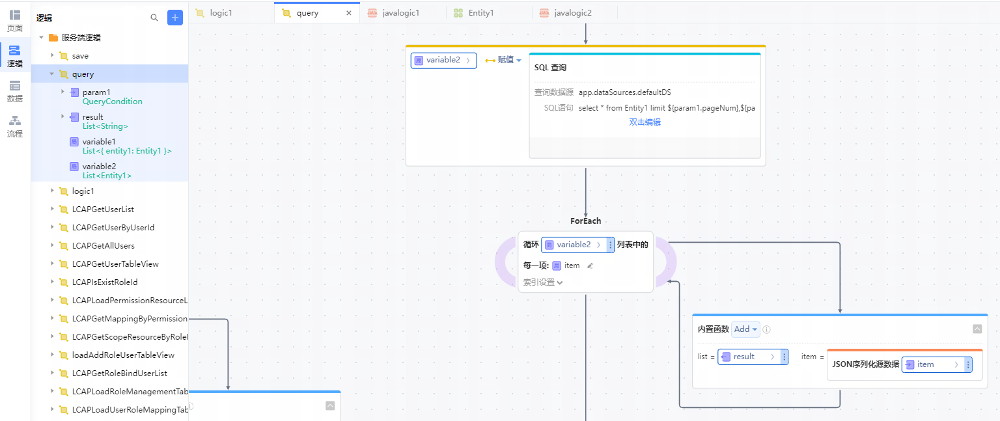 页面
逻辑
数据
流程
逻辑
服务端逻辑
save
query
param1
QueryCondition
result
List<String>
variable1
List<{ entity1: Entity1 }>
variable2
List<Entity1>
logic1
LCAPGetUserList
LCAPGetUserByUserId
LCAPGetAllUsers
LCAPGetUserTableView
LCAPIsExistRoleId
LCAPLoadPermissionResourceL
LCAPGetMappingByPermission
LCAPGetScopeResourceByRoleI
loadAddRoleUserTableView
LCAPGetRoleBindUserList
LCAPLoadRoleManagementTab
LCAPLoadUserRoleMappingTab
logic1 query javalogic1 Entity1 javalogic2
局 variable2 赋值
SQL 查询
查询数据源 app.dataSources.defaultDS
SQL语句 select * from Entity1 limit ${param1.pageNum},${pa
双击编辑
ForEach
循环 局 variable2 列表中的
每一项: 局 item
索引设置
内置函数 Add
list = result item = JSON序列化源数据 item